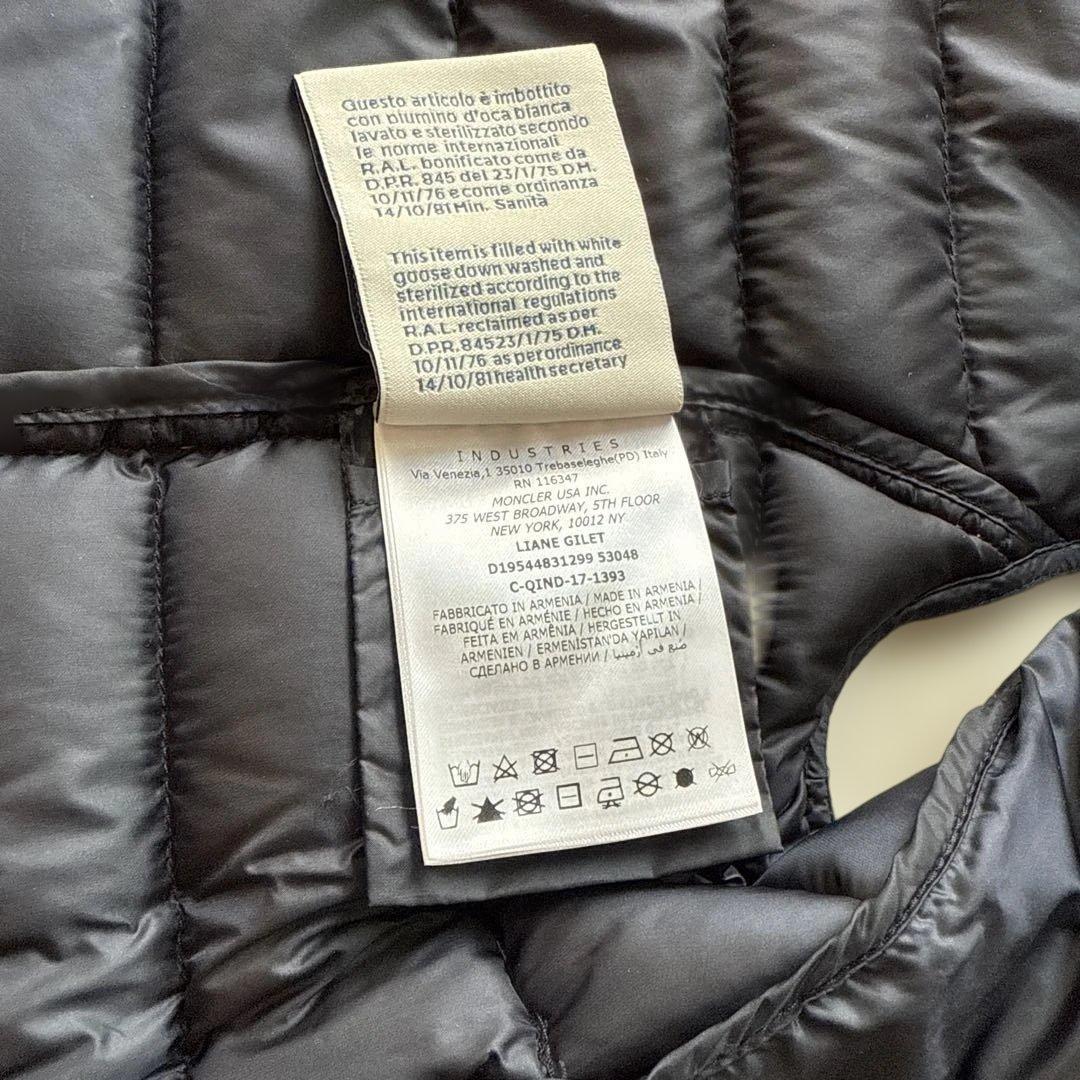 Questo articolo è imbottito
con piumino d'oca bianca
lavato e sterilizzato secondo
le norme internazionali
R.A.L. bonificato come da
D.P.R. 845 del 23/1/75 D.M.
10/11/76 e come ordinanza
14/10/81 Min. Sanità
This item is filled with white
goose down washed and
sterilized according to the
international regulations
R.A.L. reclaimed as per
D.P.R. 845 23/1/75 D.M.
10/11/76 as per ordinance
14/10/81 health secretary
INDUSTRIES
Via Venezia,1 35010 Trebaseleghe(PD) Italy
RN 116347
MONCLER USA INC.
375 WEST BROADWAY, 5TH FLOOR
NEW YORK, 10012 NY
LIANE GILET
D19544831299 53048
C-QIND-17-1393
FABBRICATO IN ARMENIA / MADE IN ARMENIA /
FABRIQUÉ EN ARMÉNIE / HECHO EN ARMENIA /
FEITA EM ARMÊNIA / HERGESTELLT IN
ARMENIEN / ERMENİSTAN'DA YAPILAN /
СДЕЛАНО В АРМЕНИИ / صنع في أرمينيا